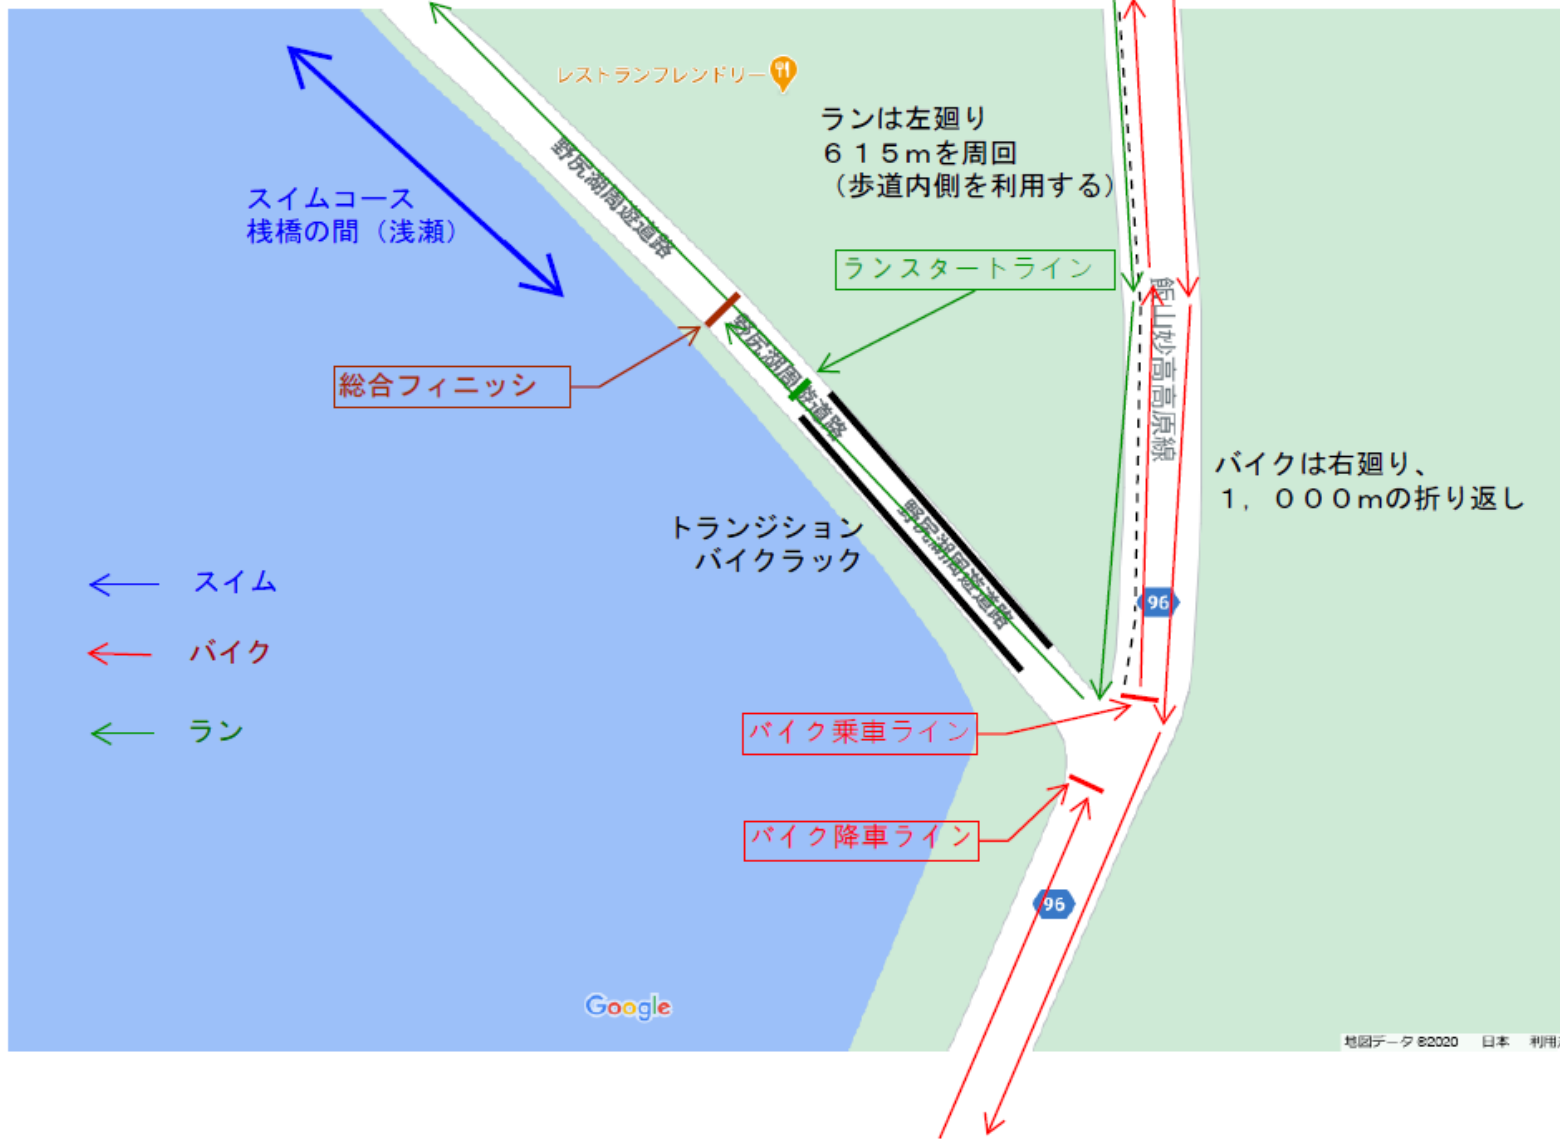 レストランフレンドリー
ランは左廻り
６１５ｍを周回
（歩道内側を利用する）
野尻湖周遊道路
スイムコース
桟橋の間（浅瀬）
ランスタートライン
飯山妙高高原線
野尻湖周遊道路
総合フィニッシ
バイクは右廻り、
１，０００ｍの折り返し
トランジション
バイクラック
野尻湖周遊道路
スイム
96
バイク
ラン
バイク乗車ライン
バイク降車ライン
96
Google
地図データ ©2020 日本 利用